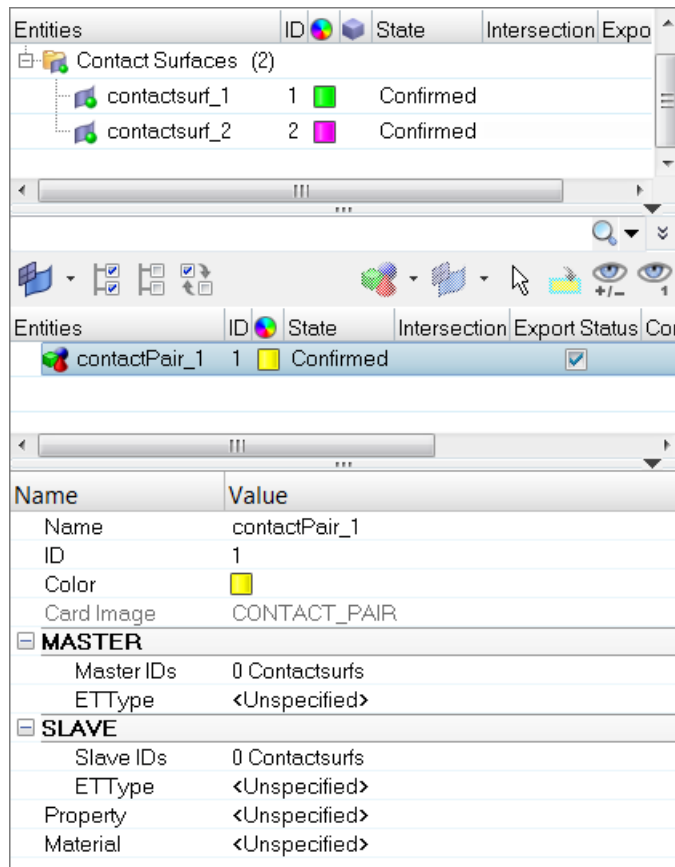 Entities ID State Intersection Expo
Contact Surfaces (2)
contactsurf_1 1 Confirmed
contactsurf_2 2 Confirmed
+/- 1
Entities ID State Intersection Export Status Co
contactPair_1 1 Confirmed
Name Value
Name contactPair_1
ID 1
Color
Card Image CONTACT_PAIR
MASTER
Master IDs 0 Contactsurfs
ETType <Unspecified>
SLAVE
Slave IDs 0 Contactsurfs
ETType <Unspecified>
Property <Unspecified>
Material <Unspecified>